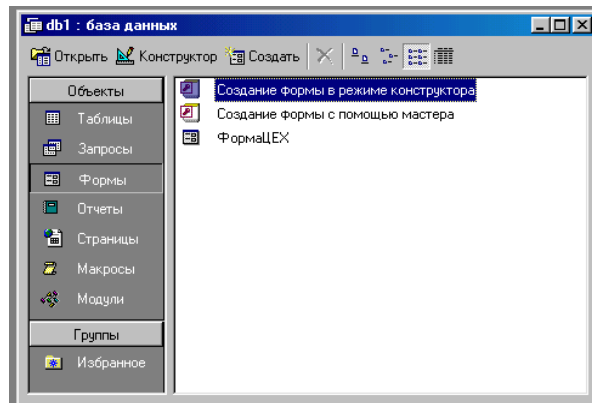 db1 : база данных
Открыть Конструктор Создать
Объекты
Таблицы
Запросы
Формы
Отчеты
Страницы
Макросы
Модули
Группы
Избранное
Создание формы в режиме конструктора
Создание формы с помощью мастера
ФормаЦЕХ